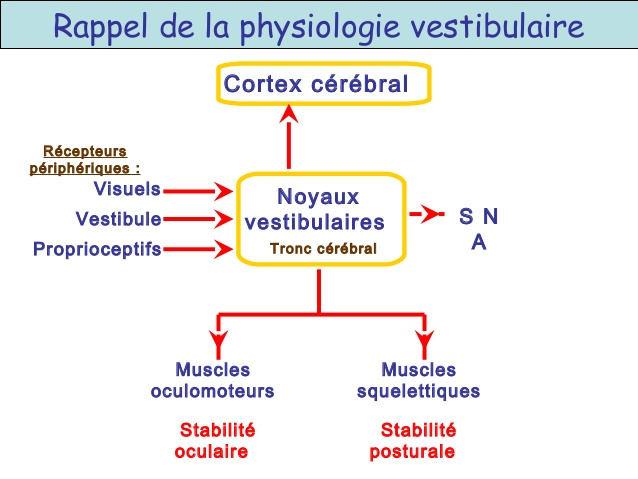 Rappel de la physiologie vestibulaire
Cortex cérébral
Récepteurs
périphériques :
Visuels
Vestibule
Proprioceptifs
Noyaux
vestibulaires
Tronc cérébral
S N
A
Muscles
oculomoteurs
Muscles
squelettiques
Stabilité
oculaire
Stabilité
posturale